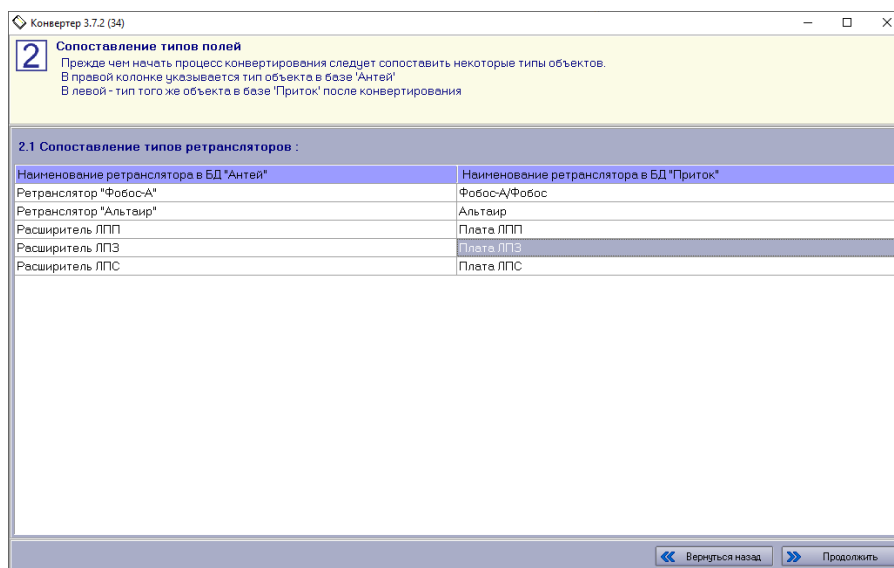 Конвертер 3.7.2 (34)
2
Сопоставление типов полей
Прежде чем начать процесс конвертирования следует сопоставить некоторые типы объектов.
В правой колонке указывается тип объекта в базе 'Антей'
В левой - тип того же объекта в базе 'Приток' после конвертирования
2.1 Сопоставление типов ретрансляторов :
Наименование ретранслятора в БД "Антей" Наименование ретранслятора в БД "Приток"
Ретранслятор "Фобос-А" Фобос-А/Фобос
Ретранслятор "Альтаир" Альтаир
Расширитель ЛПП Плата ЛПП
Расширитель ЛПЗ Плата ЛПЗ
Расширитель ЛПС Плата ЛПС
Вернуться назад Продолжить